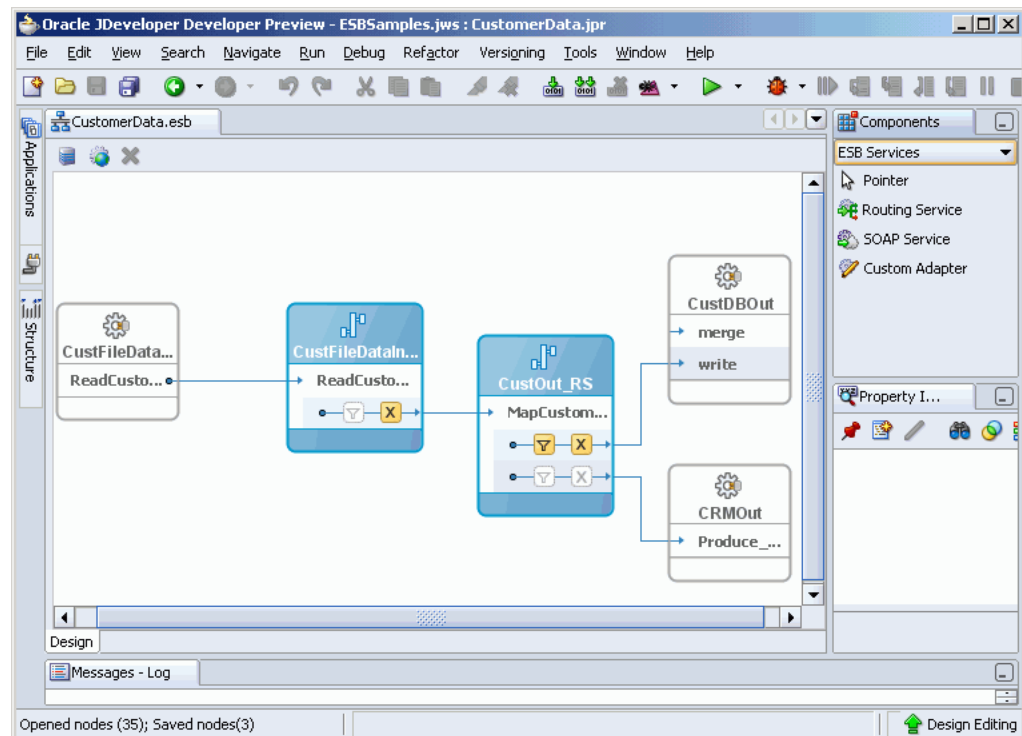 Oracle JDeveloper Developer Preview - ESBSamples.jws : CustomerData.jpr
File Edit View Search Navigate Run Debug Refactor Versioning Tools Window Help
CustomerData.esb
Applications
Structure
CustFileData...
ReadCusto...
CustFileDataIn...
ReadCusto...
X
CustOut_RS
MapCustom...
X
X
CustDBOut
merge
write
CRMOut
Produce_...
Design
Components
ESB Services
Pointer
Routing Service
SOAP Service
Custom Adapter
Property I...
Messages - Log
Opened nodes (35); Saved nodes(3)
Design Editing